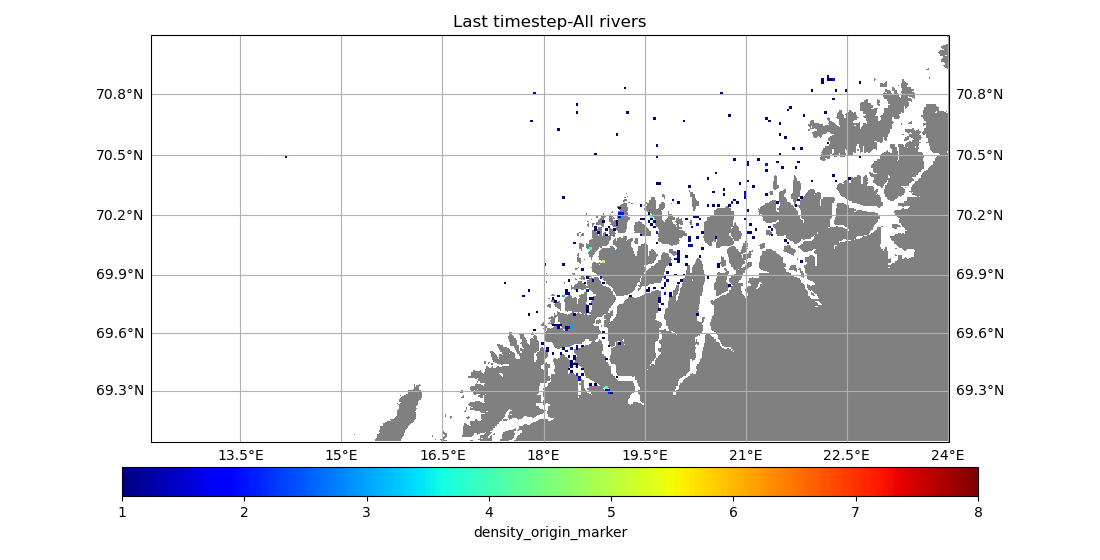 Last timestep-All rivers
70.8°N 70.8°N
70.5°N 70.5°N
70.2°N 70.2°N
69.9°N 69.9°N
69.6°N 69.6°N
69.3°N 69.3°N
13.5°E 15°E 16.5°E 18°E 19.5°E 21°E 22.5°E 24°E
1 2 3 4 5 6 7 8
density_origin_marker